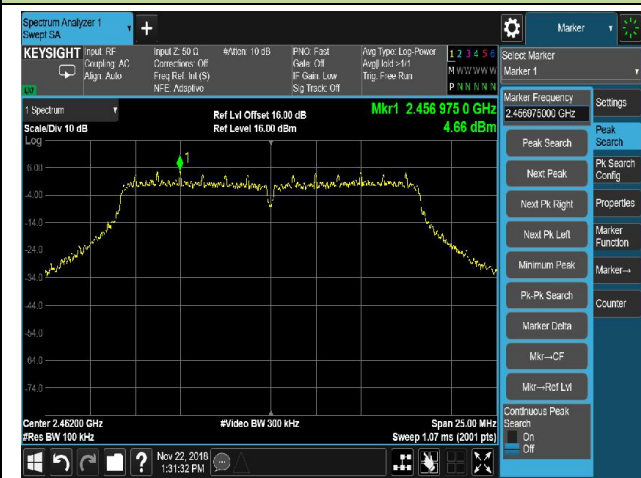 Spectrum Analyzer 1
Swept SA
+
Marker
KEYSIGHT
Input: RF
Coupling: AC
Align: Auto
Input Z: 50 Ω
Corrections: Off
Freq Ref: Int (S)
NFE: Adaptive
#Atten: 10 dB
PNO: Fast
Gate: Off
IF Gain: Low
Sig Track: Off
Avg Type: Log-Power
Avg|Hold >1/1
Trig: Free Run
1 2 3 4 5 6
M W W W W W
P N N N N N
Select Marker
Marker 1
1 Spectrum
Scale/Div 10 dB
Log
Ref Lvl Offset 16.00 dB
Ref Level 16.00 dBm
Mkr1 2.456 975 0 GHz
4.66 dBm
1
6.00
-4.00
-14.0
-24.0
-34.0
-44.0
-54.0
-64.0
-74.0
Center 2.46200 GHz
#Res BW 100 kHz
#Video BW 300 kHz
Span 25.00 MHz
Sweep 1.07 ms (2001 pts)
Marker Frequency
2.456975000 GHz
Peak Search
Next Peak
Next Pk Right
Next Pk Left
Minimum Peak
Pk-Pk Search
Marker Delta
Mkr→CF
Mkr→Ref Lvl
Continuous Peak
Search
On
Off
Settings
Peak
Search
Pk Search
Config
Properties
Marker
Function
Marker→
Counter
?
Nov 22, 2018
1:31:32 PM